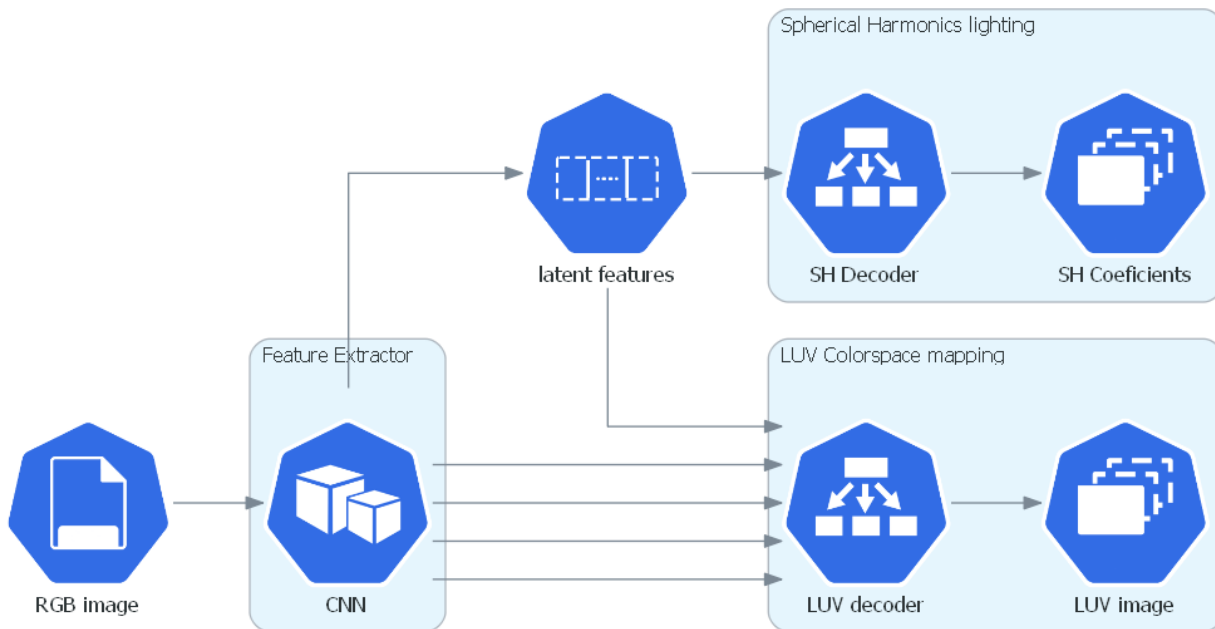 Spherical Harmonics lighting
latent features
SH Decoder
SH Coeficients
Feature Extractor
LUV Colorspace mapping
RGB image
CNN
LUV decoder
LUV image